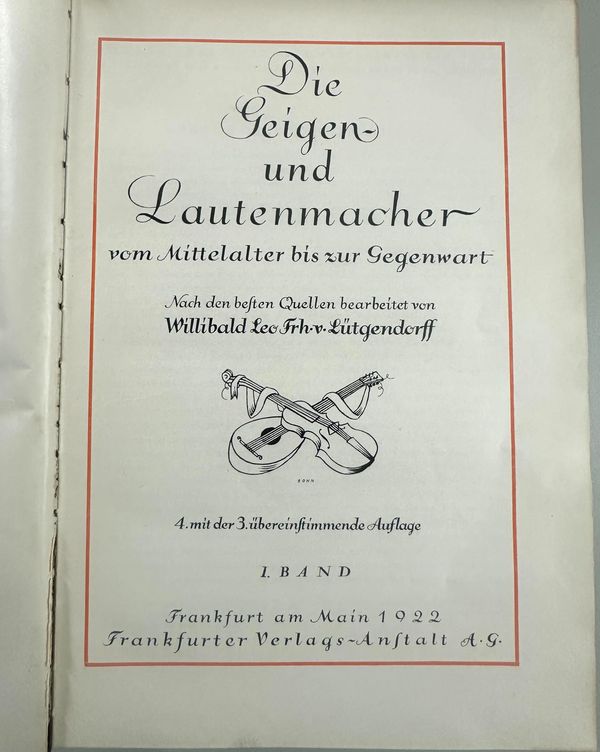 Die
Geigen-
und
Lautenmacher
vom Mittelalter bis zur Gegenwart
Nach den beſten Quellen bearbeitet von
Willibald Leo Frh. v. Lütgendorff
BOHN
4. mit der 3. übereinſtimmende Auflage
I. BAND
Frankfurt am Main 1922
Frankfurter Verlags-Anſtalt A. G.